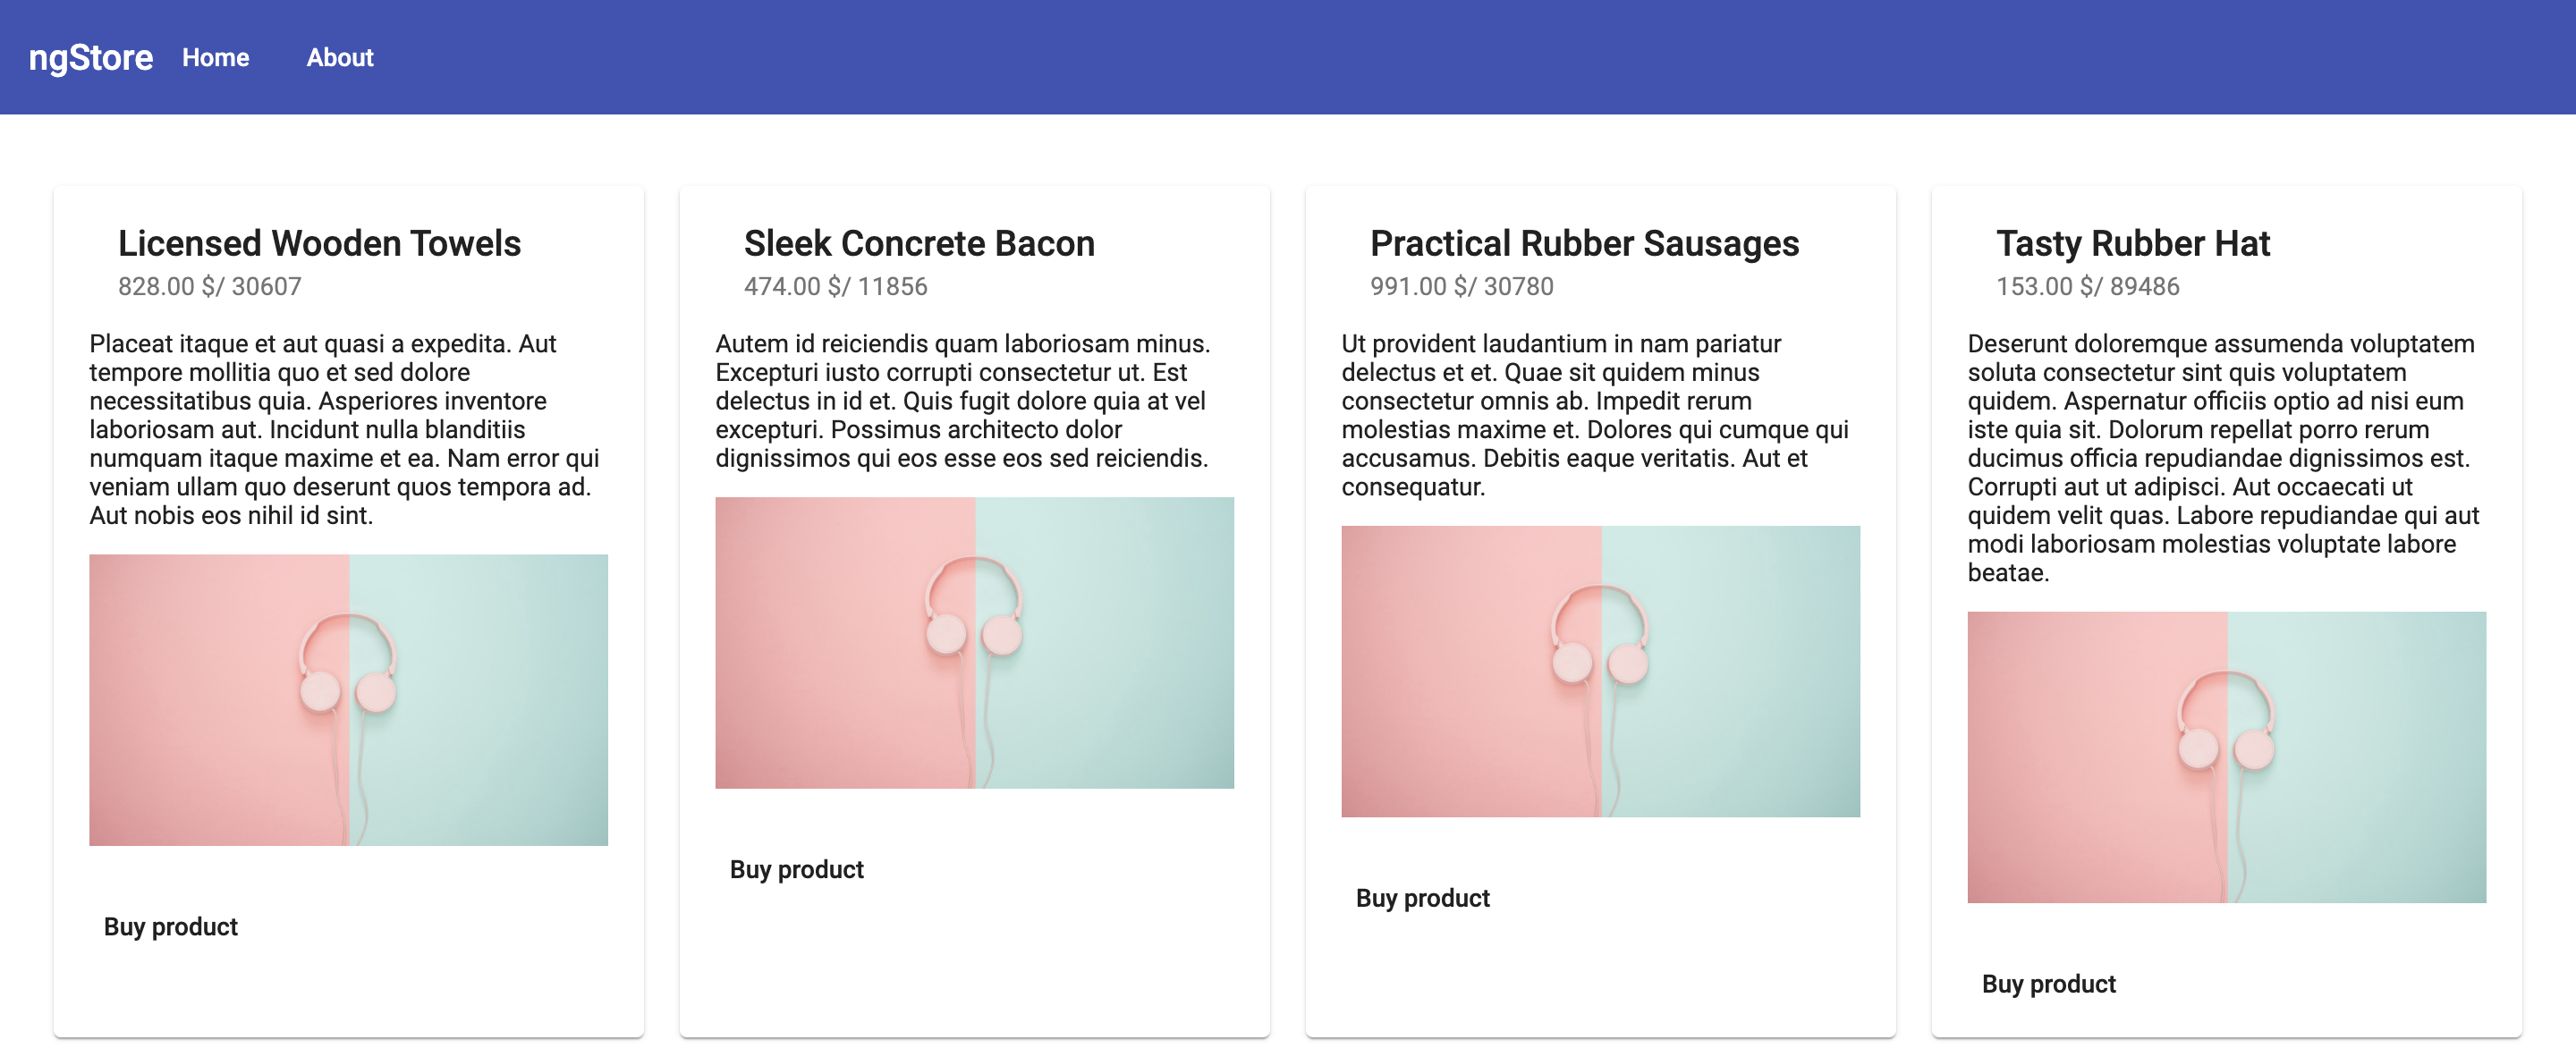 ngStore Home About
Licensed Wooden Towels
828.00 $/ 30607
Placeat itaque et aut quasi a expedita. Aut
tempore mollitia quo et sed dolore
necessitatibus quia. Asperiores inventore
laboriosam aut. Incidunt nulla blanditiis
numquam itaque maxime et ea. Nam error qui
veniam ullam quo deserunt quos tempora ad.
Aut nobis eos nihil id sint.
Buy product
Sleek Concrete Bacon
474.00 $/ 11856
Autem id reiciendis quam laboriosam minus.
Excepturi iusto corrupti consectetur ut. Est
delectus in id et. Quis fugit dolore quia at vel
excepturi. Possimus architecto dolor
dignissimos qui eos esse eos sed reiciendis.
Buy product
Practical Rubber Sausages
991.00 $/ 30780
Ut provident laudantium in nam pariatur
delectus et et. Quae sit quidem minus
consectetur omnis ab. Impedit rerum
molestias maxime et. Dolores qui cumque qui
accusamus. Debitis eaque veritatis. Aut et
consequatur.
Buy product
Tasty Rubber Hat
153.00 $/ 89486
Deserunt doloremque assumenda voluptatem
soluta consectetur sint quis voluptatem
quidem. Aspernatur officiis optio ad nisi eum
iste quia sit. Dolorum repellat porro rerum
ducimus officia repudiandae dignissimos est.
Corrupti aut ut adipisci. Aut occaecati ut
quidem velit quas. Labore repudiandae qui aut
modi laboriosam molestias voluptate labore
beatae.
Buy product